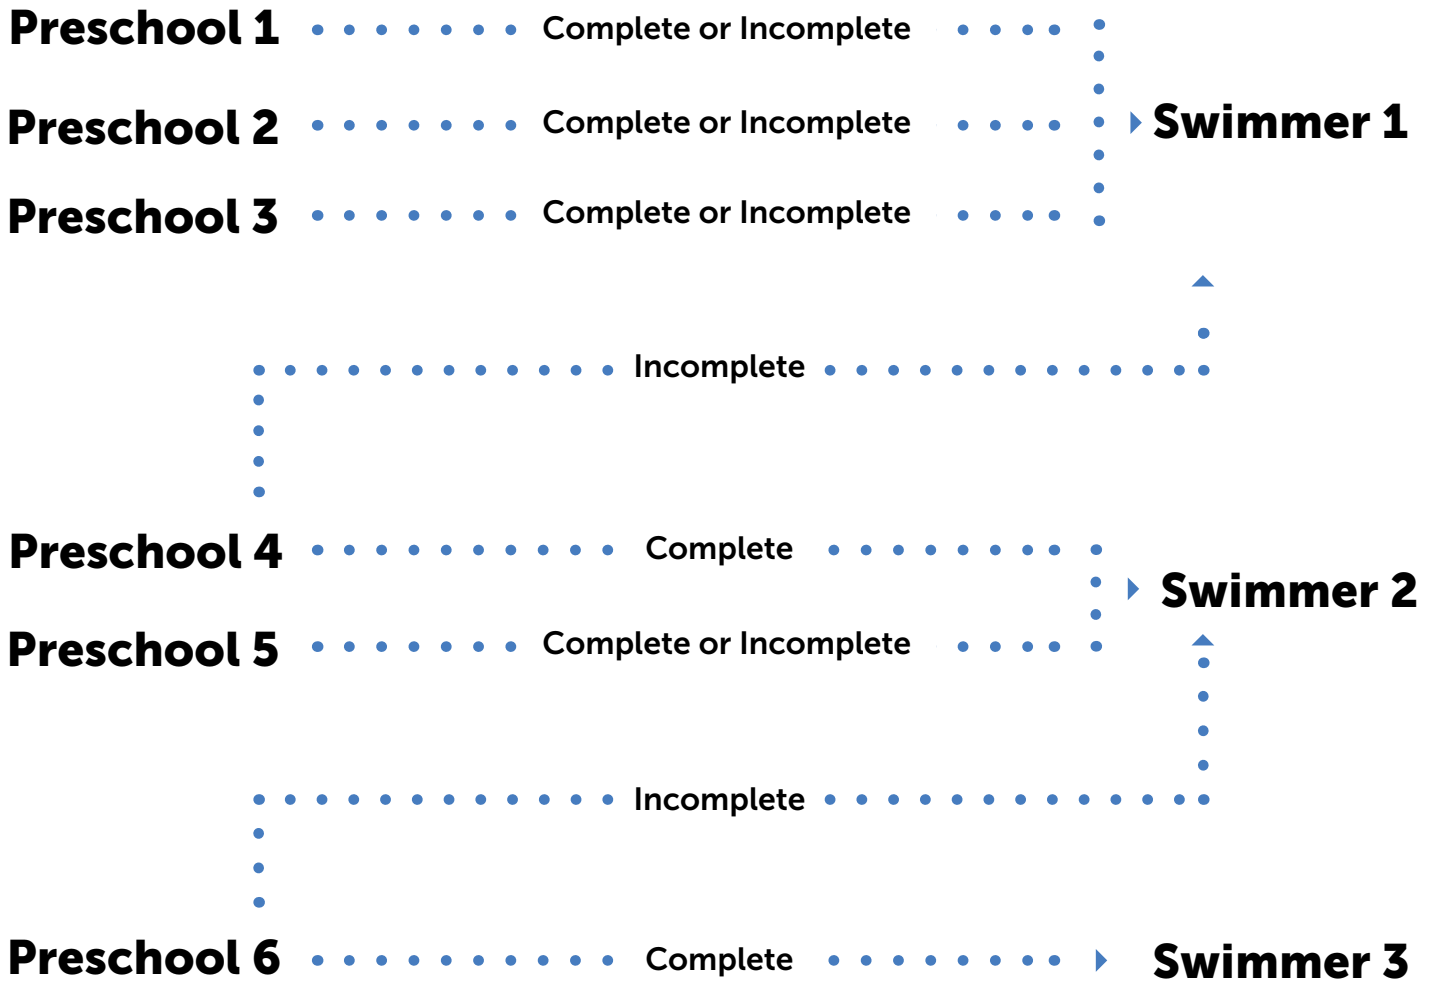 Preschool 1 Complete or Incomplete
Preschool 2 Complete or Incomplete Swimmer 1
Preschool 3 Complete or Incomplete
Incomplete
Preschool 4 Complete
Swimmer 2
Preschool 5 Complete or Incomplete
Incomplete
Preschool 6 Complete Swimmer 3